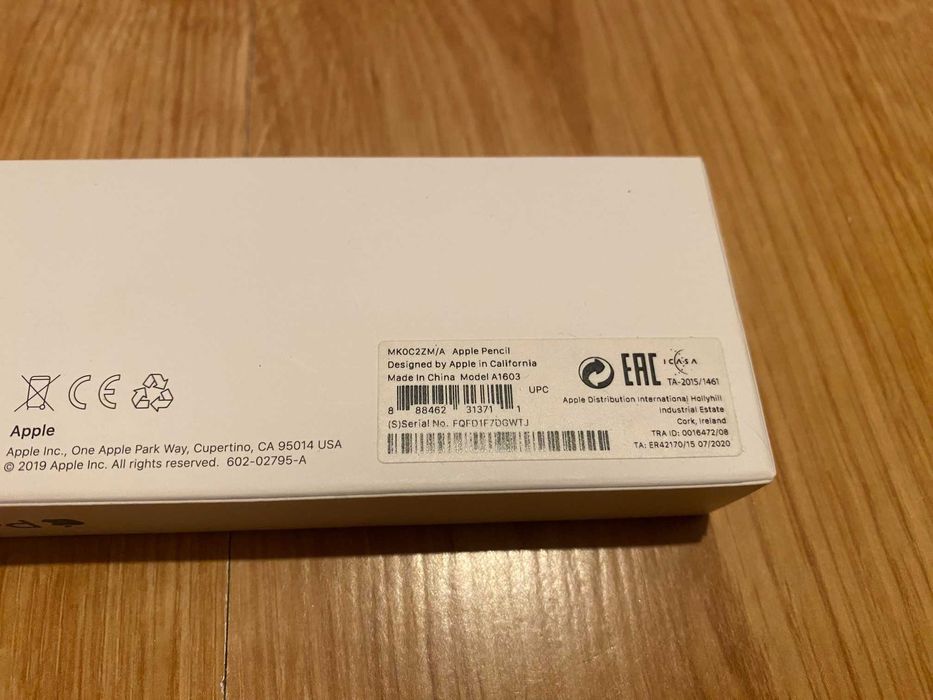 Apple
Apple Inc., One Apple Park Way, Cupertino, CA 95014 USA
© 2019 Apple Inc. All rights reserved. 602-02795-A
MK0C2ZM/A Apple Pencil
Designed by Apple in California
Made In China Model A1603
UPC
8 88462 31371 1
(S)Serial No. FQFD1F7DGWTJ
EAC
ICASA
TA-2015/1461
Apple Distribution International Hollyhill
Industrial Estate
Cork, Ireland
TRA ID: 0016472/08
TA: ER42170/15 07/2020